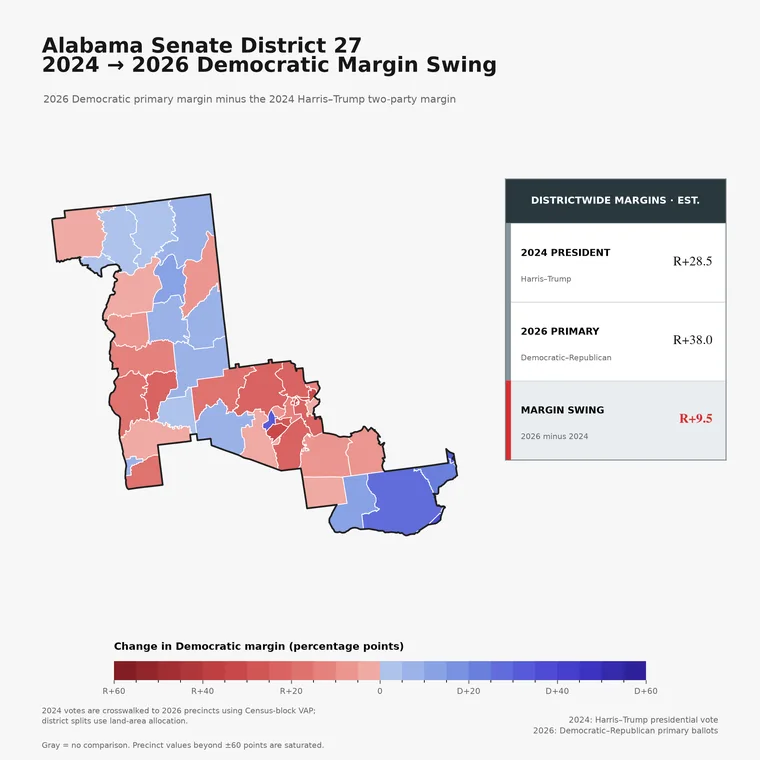 Alabama Senate District 27
2024 → 2026 Democratic Margin Swing
2026 Democratic primary margin minus the 2024 Harris–Trump two-party margin
DISTRICTWIDE MARGINS · EST.
2024 PRESIDENT
R+28.5
Harris–Trump
2026 PRIMARY
R+38.0
Democratic–Republican
MARGIN SWING
R+9.5
2026 minus 2024
Change in Democratic margin (percentage points)
R+60 R+40 R+20 0 D+20 D+40 D+60
2024 votes are crosswalked to 2026 precincts using Census-block VAP;
district splits use land-area allocation.
Gray = no comparison. Precinct values beyond ±60 points are saturated.
2024: Harris–Trump presidential vote
2026: Democratic–Republican primary ballots